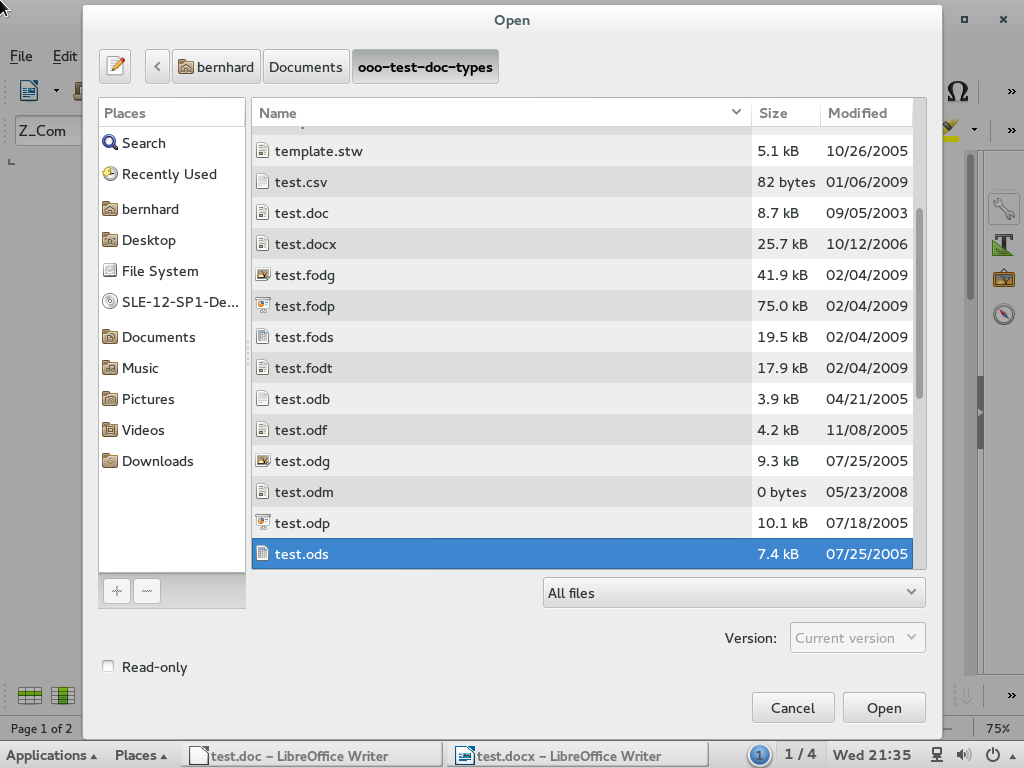 Open
File Edit
bernhard Documents ooo-test-doc-types
Places
Name Size Modified
Z_Com
Search
Recently Used
bernhard
Desktop
File System
SLE-12-SP1-De...
Documents
Music
Pictures
Videos
Downloads
template.stw 5.1 kB 10/26/2005
test.csv 82 bytes 01/06/2009
test.doc 8.7 kB 09/05/2003
test.docx 25.7 kB 10/12/2006
test.fodg 41.9 kB 02/04/2009
test.fodp 75.0 kB 02/04/2009
test.fods 19.5 kB 02/04/2009
test.fodt 17.9 kB 02/04/2009
test.odb 3.9 kB 04/21/2005
test.odf 4.2 kB 11/08/2005
test.odg 9.3 kB 07/25/2005
test.odm 0 bytes 05/23/2008
test.odp 10.1 kB 07/18/2005
test.ods 7.4 kB 07/25/2005
All files
Version: Current version
Read-only
Cancel Open
Page 1 of 2 75%
Applications Places test.doc – LibreOffice Writer test.docx – LibreOffice Writer 1 1 / 4 Wed 21:35